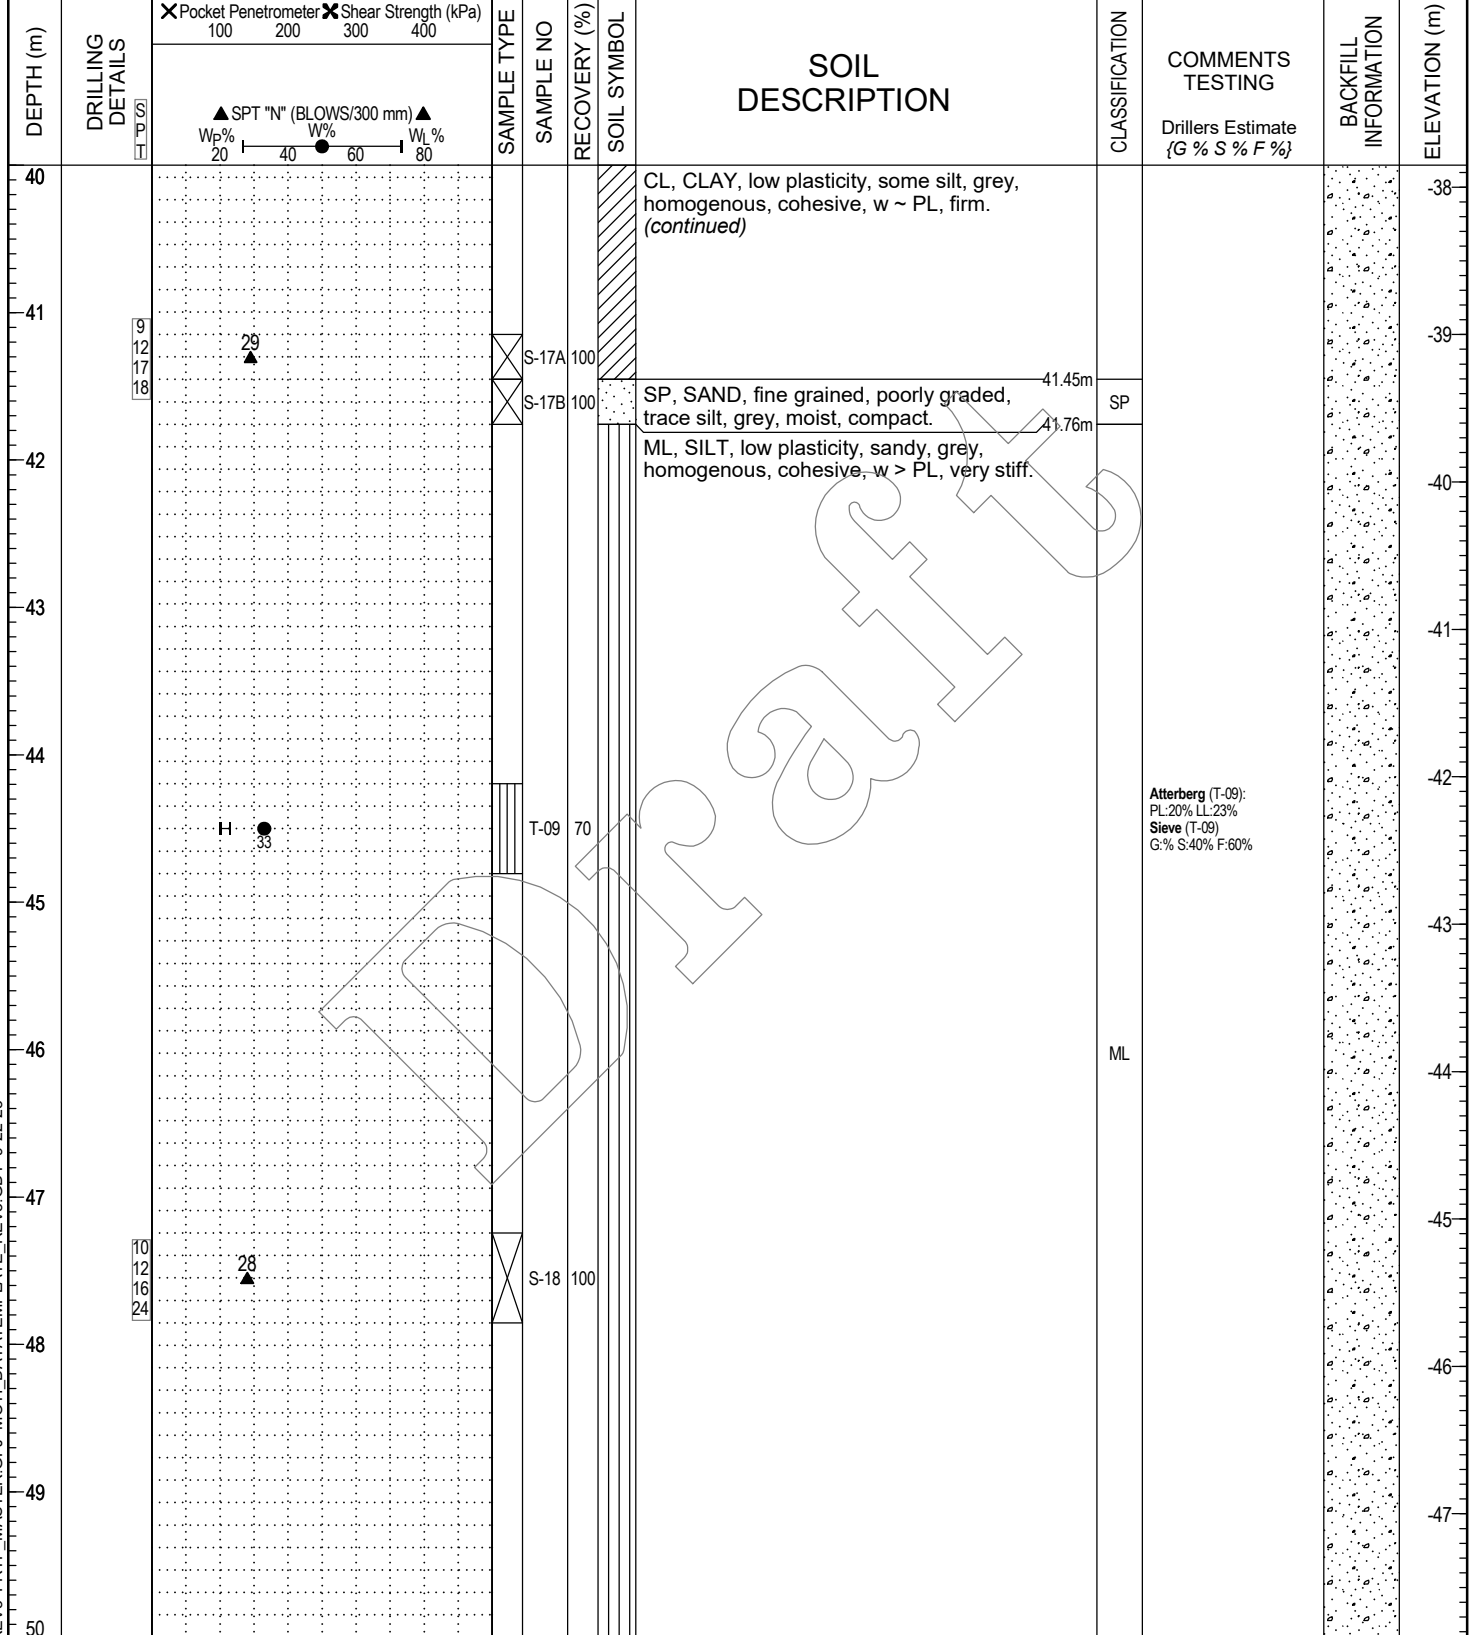 DEPTH (m)
DRILLING
DETAILS
S
P
T
Pocket Penetrometer Shear Strength (kPa)
100 200 300 400
▲ SPT "N" (BLOWS/300 mm) ▲
WP% W% WL%
20 40 60 80
SAMPLE TYPE
SAMPLE NO
RECOVERY (%)
SOIL SYMBOL
SOIL
DESCRIPTION
CLASSIFICATION
COMMENTS
TESTING
Drillers Estimate
{G % S % F %}
BACKFILL
INFORMATION
ELEVATION (m)
40
CL, CLAY, low plasticity, some silt, grey,
homogenous, cohesive, w ~ PL, firm.
(continued)
-38
41
9
12
17
18
29
S-17A 100
-39
41.45m
SP, SAND, fine grained, poorly graded,
trace silt, grey, moist, compact.
S-17B 100
SP
41.76m
ML, SILT, low plasticity, sandy, grey,
homogenous, cohesive, w > PL, very stiff.
42
-40
43
-41
44
-42
33
T-09 70
Atterberg (T-09):
PL:20% LL:23%
Sieve (T-09)
G:% S:40% F:60%
45
-43
46
ML
-44
47
-45
10
12
16
24
28
S-18 100
48
-46
49
-47
50
Draft